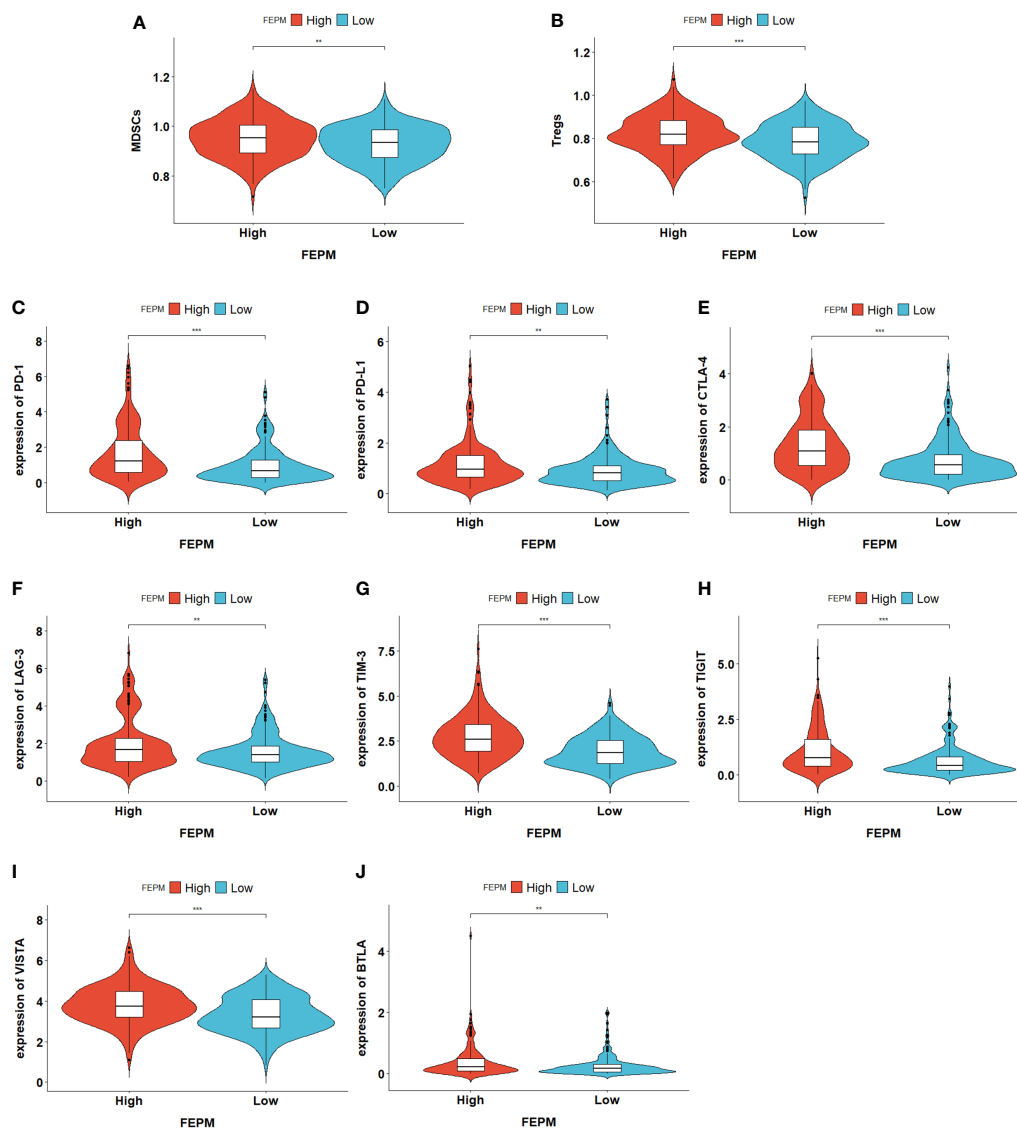 A
FEPM High Low
**
MDSCs
1.2
1.0
0.8
High Low
FEPM
B
FEPM High Low
***
Tregs
1.2
1.0
0.8
0.6
High Low
FEPM
C
FEPM High Low
***
expression of PD-1
8
6
4
2
0
High Low
FEPM
D
FEPM High Low
**
expression of PD-L1
6
4
2
0
High Low
FEPM
E
FEPM High Low
***
expression of CTLA-4
4
2
0
High Low
FEPM
F
FEPM High Low
**
expression of LAG-3
8
6
4
2
0
High Low
FEPM
G
FEPM High Low
***
expression of TIM-3
7.5
5.0
2.5
0.0
High Low
FEPM
H
FEPM High Low
***
expression of TIGIT
5.0
2.5
0.0
High Low
FEPM
I
FEPM High Low
***
expression of VISTA
8
6
4
2
0
High Low
FEPM
J
FEPM High Low
**
expression of BTLA
4
2
0
High Low
FEPM